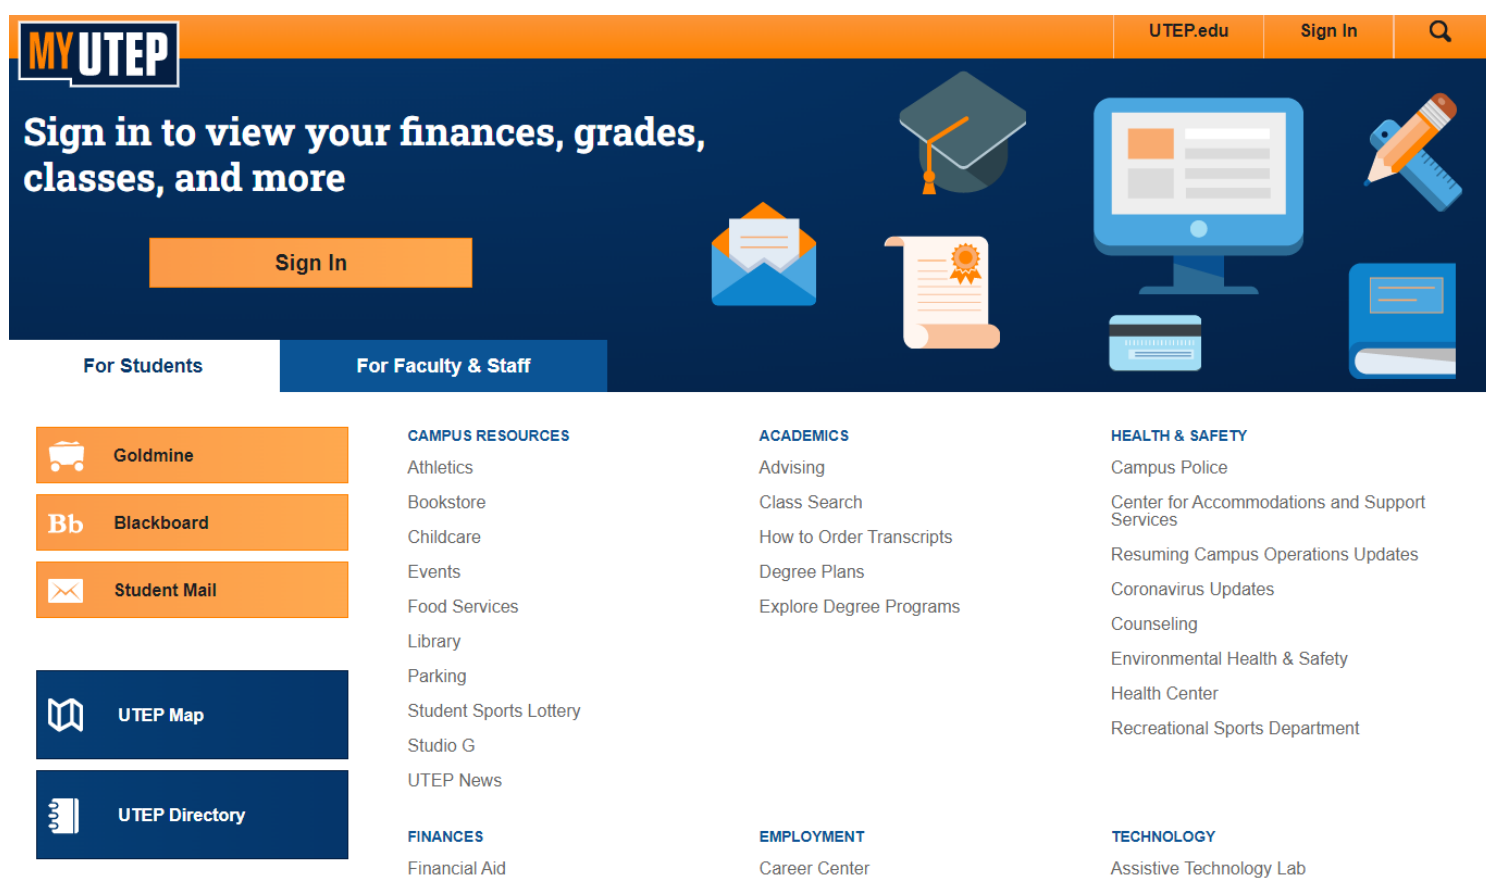 MY UTEP
UTEP.edu
Sign In
Sign in to view your finances, grades,
classes, and more
Sign In
For Students
For Faculty & Staff
Goldmine
Bb Blackboard
Student Mail
UTEP Map
UTEP Directory
CAMPUS RESOURCES
Athletics
Bookstore
Childcare
Events
Food Services
Library
Parking
Student Sports Lottery
Studio G
UTEP News
ACADEMICS
Advising
Class Search
How to Order Transcripts
Degree Plans
Explore Degree Programs
HEALTH & SAFETY
Campus Police
Center for Accommodations and Support
Services
Resuming Campus Operations Updates
Coronavirus Updates
Counseling
Environmental Health & Safety
Health Center
Recreational Sports Department
FINANCES
Financial Aid
EMPLOYMENT
Career Center
TECHNOLOGY
Assistive Technology Lab